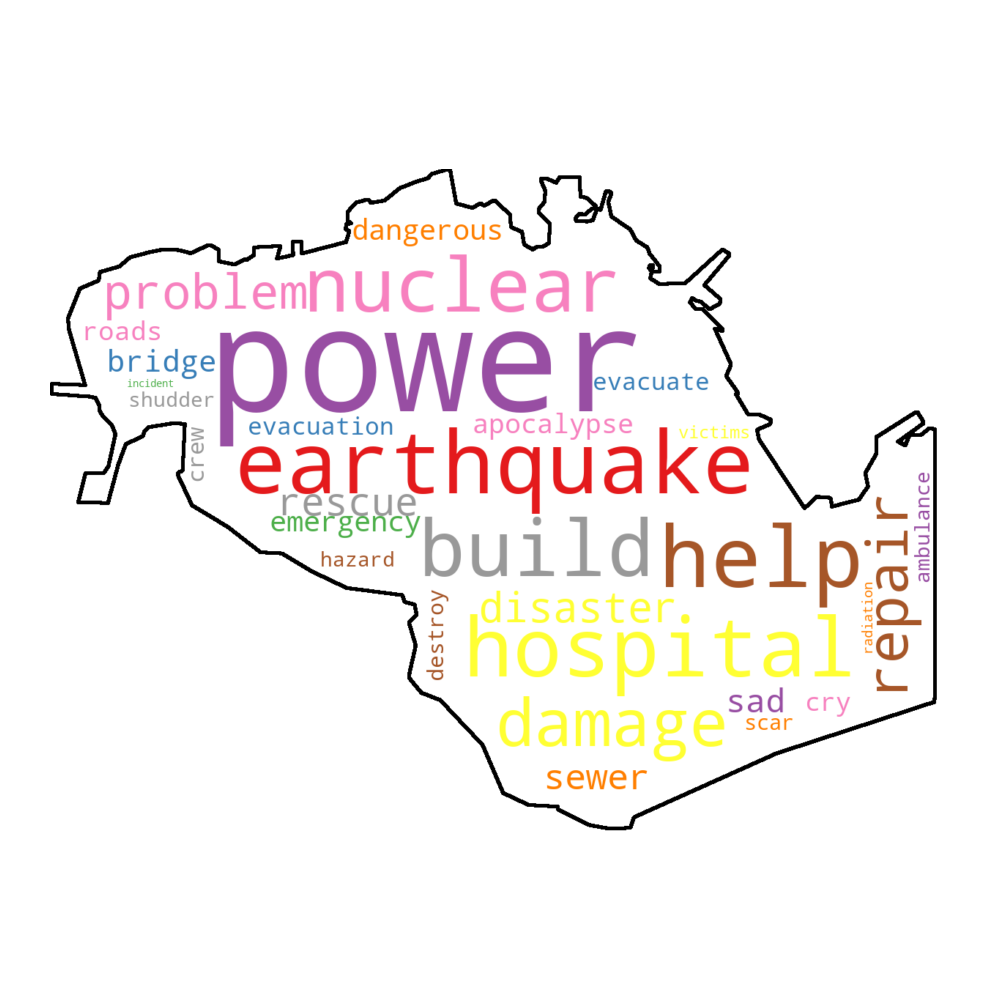 dangerous
problem
nuclear
roads
power
bridge
evacuate
incident
shudder
evacuation
apocalypse
victims
crew
earthquake
rescue
emergency
ambulance
build
help
repair
hazard
radiation
destroy
disaster
hospital
sad
cry
damage
scar
sewer